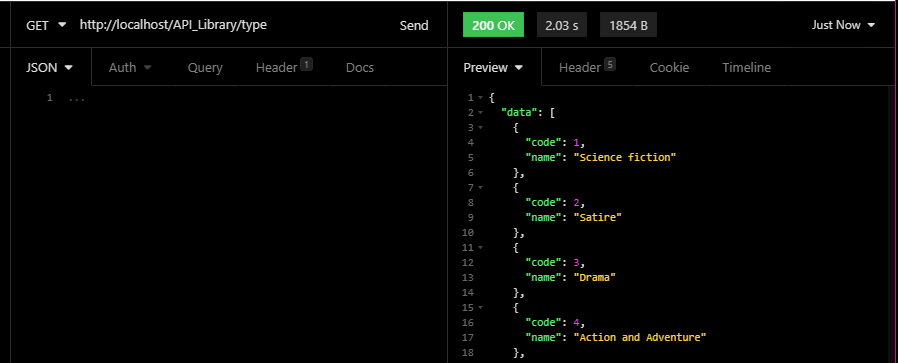 GET http://localhost/API_Library/type Send 200 OK 2.03 s 1854 B Just Now
JSON Auth Query Header 1 Docs Preview Header 5 Cookie Timeline
1 ...
1 {
2 "data": [
3 {
4 "code": 1,
5 "name": "Science fiction"
6 },
7 {
8 "code": 2,
9 "name": "Satire"
10 },
11 {
12 "code": 3,
13 "name": "Drama"
14 },
15 {
16 "code": 4,
17 "name": "Action and Adventure"
18 },